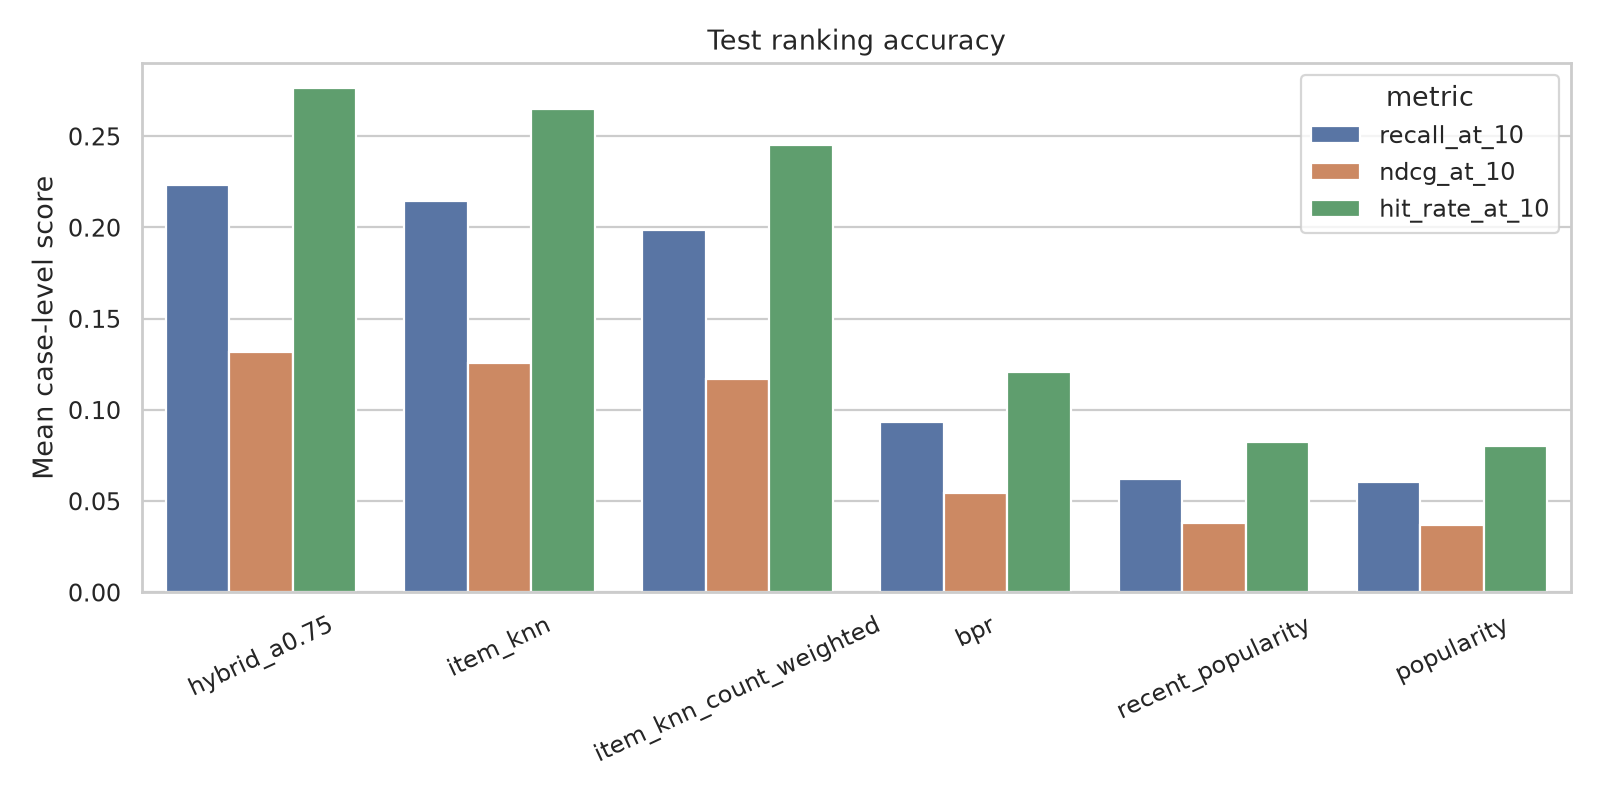 Test ranking accuracy
Mean case-level score
0.25
0.20
0.15
0.10
0.05
0.00
metric
recall_at_10
ndcg_at_10
hit_rate_at_10
hybrid_a0.75
item_knn
item_knn_count_weighted
bpr
recent_popularity
popularity